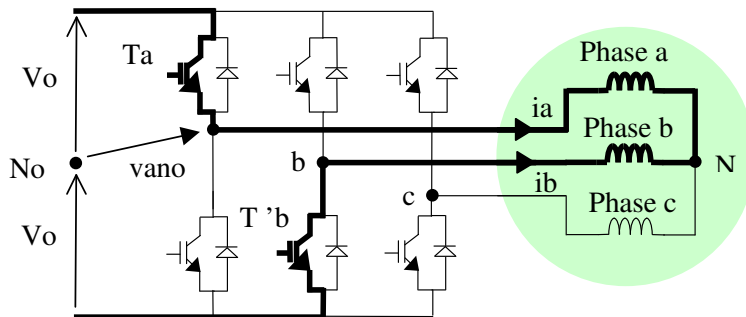 Ta
Vo
Phase a
ia
Phase b
No
vano
b
N
ib
c
Phase c
Vo
T 'b